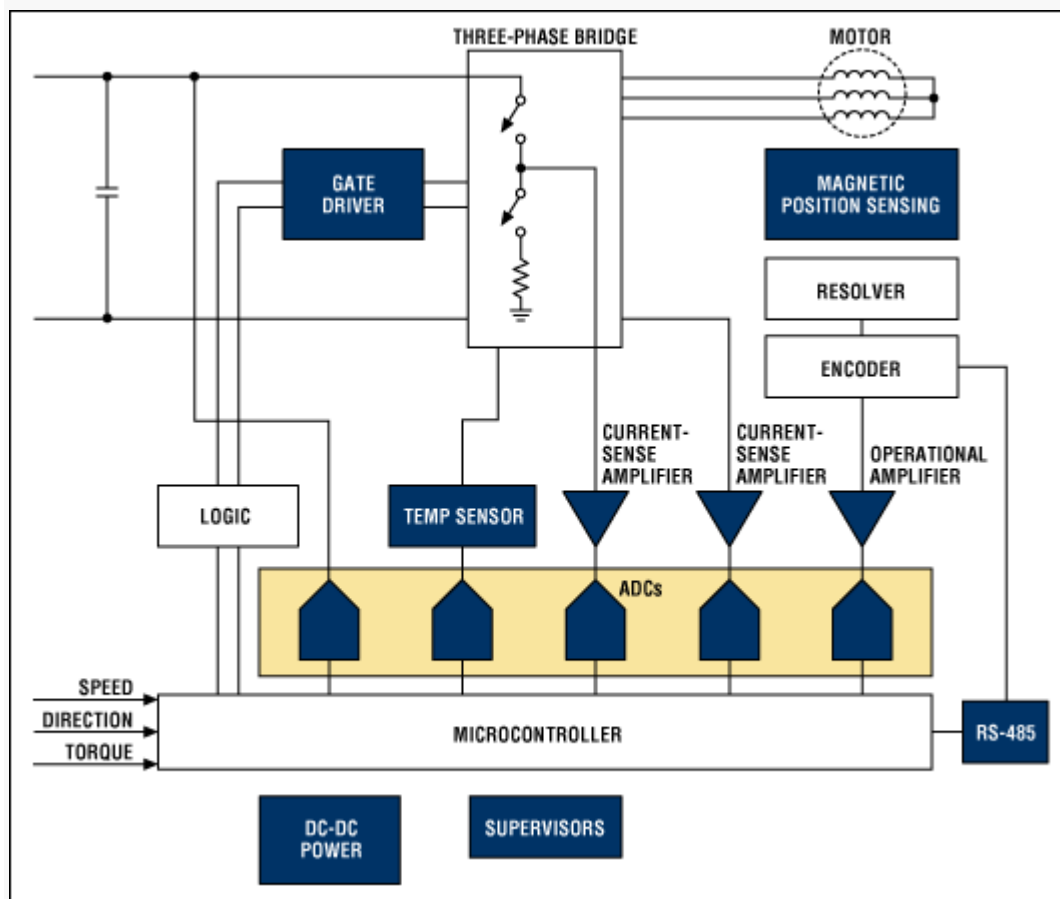 THREE-PHASE BRIDGE
MOTOR
GATE
DRIVER
MAGNETIC
POSITION SENSING
RESOLVER
ENCODER
CURRENT-
SENSE
AMPLIFIER
CURRENT-
SENSE
AMPLIFIER
OPERATIONAL
AMPLIFIER
LOGIC
TEMP SENSOR
ADCs
SPEED
DIRECTION
TORQUE
MICROCONTROLLER
RS-485
DC-DC
POWER
SUPERVISORS